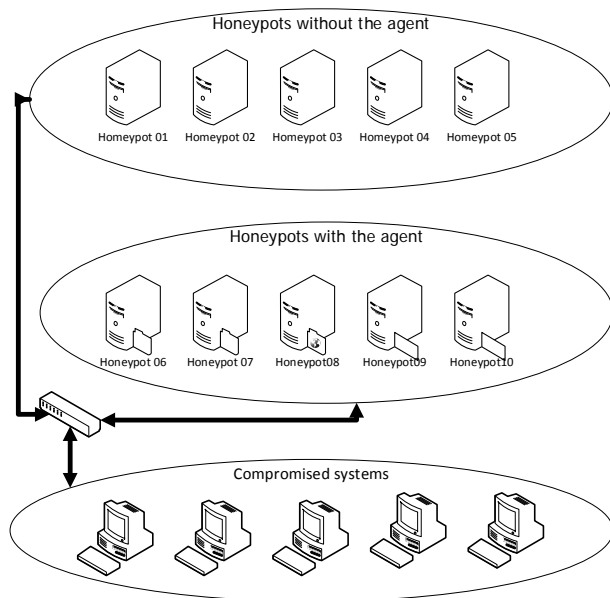 Honeypots without the agent
Homeypot 01 Homeypot 02 Homeypot 03 Homeypot 04 Homeypot 05
Honeypots with the agent
Honeypot 06 Honeypot 07 Honeypot08 Honeypot09 Honeypot10
Compromised systems